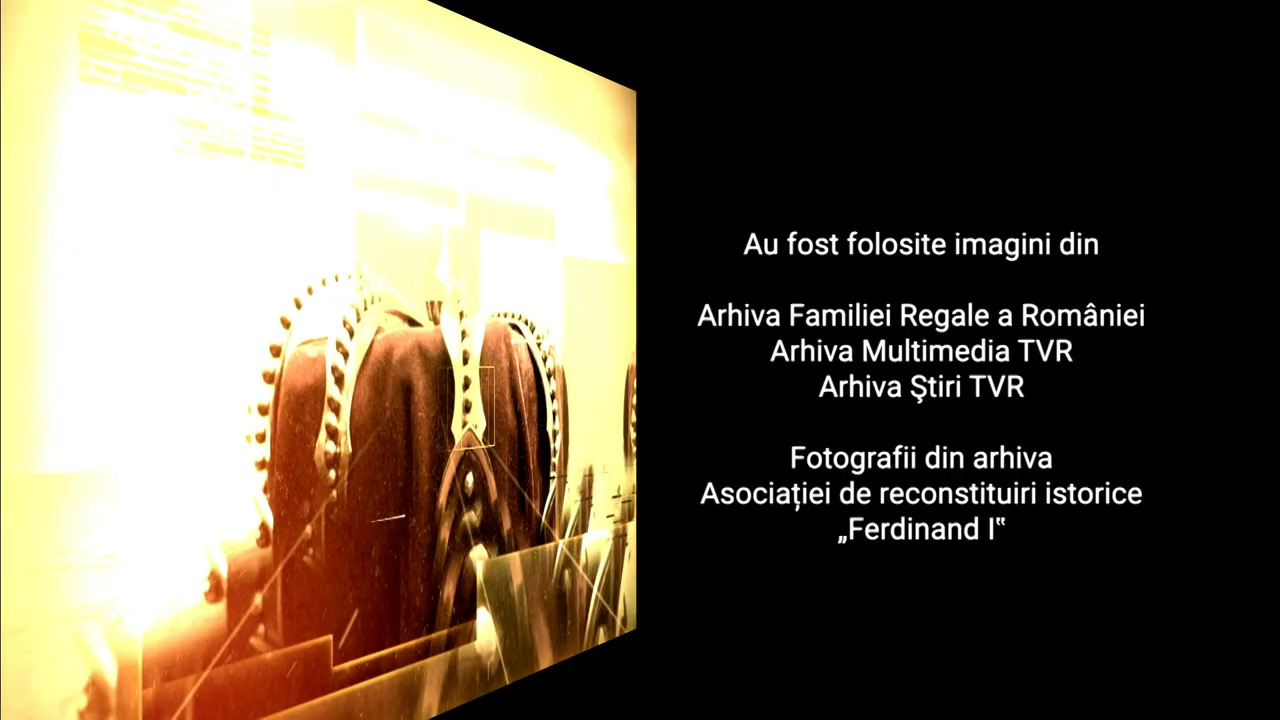 Au fost folosite imagini din
Arhiva Familiei Regale a României
Arhiva Multimedia TVR
Arhiva Ştiri TVR
Fotografii din arhiva
Asociației de reconstituiri istorice
„Ferdinand I‟